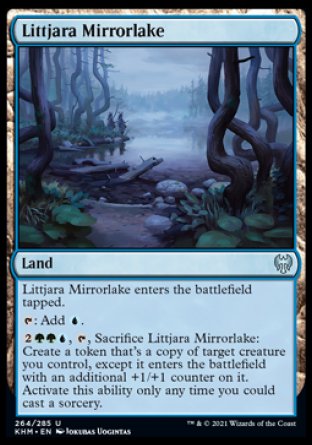 Littjara Mirrorlake
Land
Littjara Mirrorlake enters the battlefield
tapped.
: Add .
2, , Sacrifice Littjara Mirrorlake:
Create a token that's a copy of target creature
you control, except it enters the battlefield
with an additional +1/+1 counter on it.
Activate this ability only any time you could
cast a sorcery.
264/285 U
KHM • EN JOKUBAS UOGINTAS
™ & © 2021 Wizards of the Coast